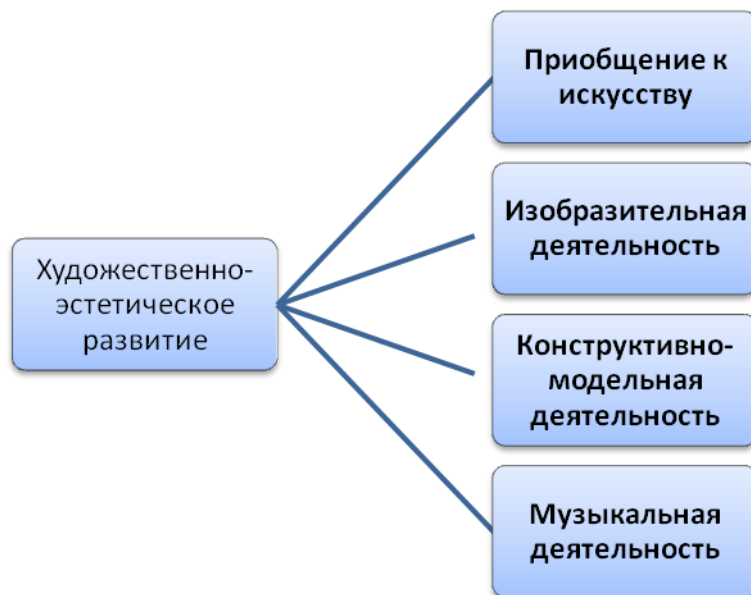 Приобщение к
искусству
Изобразительная
деятельность
Художественно-
эстетическое
развитие
Конструктивно-
модельная
деятельность
Музыкальная
деятельность